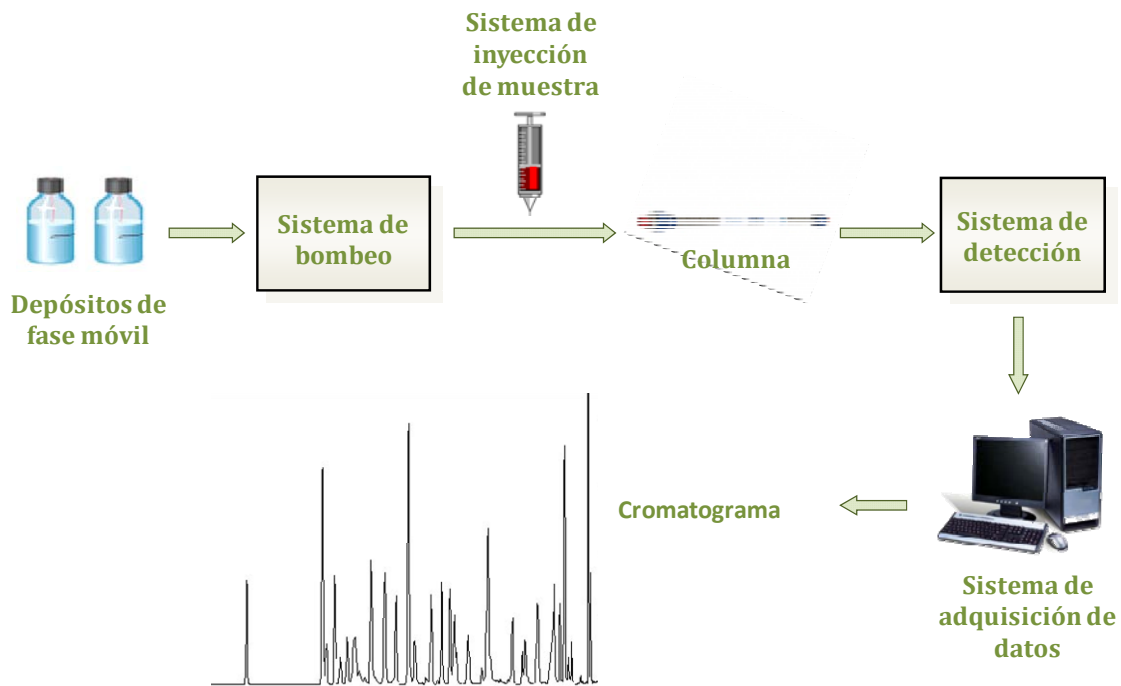 Sistema de
inyección
de muestra
Sistema de
bombeo
Columna
Sistema de
detección
Depósitos de
fase móvil
Cromatograma
Sistema de
adquisición de
datos